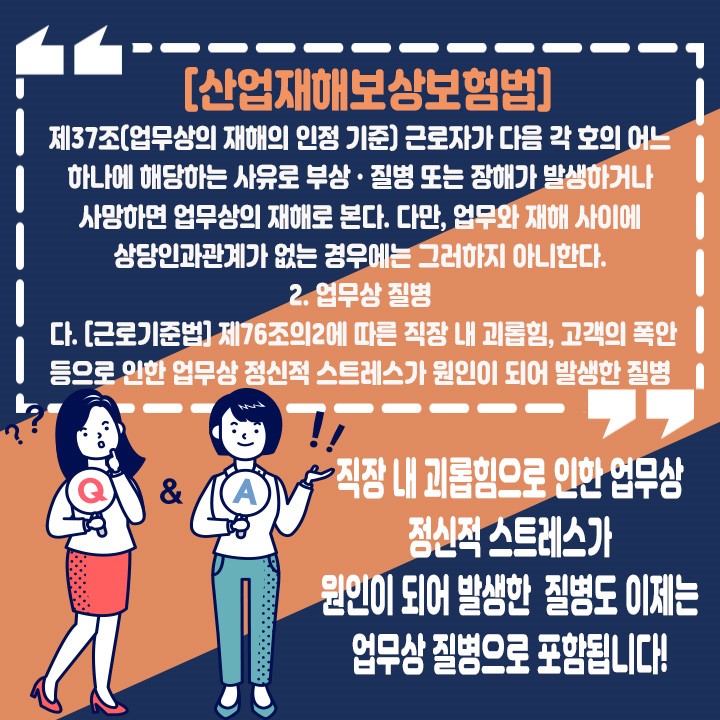 [산업재해보상보험법]
제37조(업무상의 재해의 인정 기준) 근로자가 다음 각 호의 어느
하나에 해당하는 사유로 부상·질병 또는 장해가 발생하거나
사망하면 업무상의 재해로 본다. 다만, 업무와 재해 사이에
상당인과관계가 없는 경우에는 그러하지 아니한다.
2. 업무상 질병
다. [근로기준법] 제76조의2에 따른 직장 내 괴롭힘, 고객의 폭안
등으로 인한 업무상 정신적 스트레스가 원인이 되어 발생한 질병
??
Q
&
A
!!
직장 내 괴롭힘으로 인한 업무상
정신적 스트레스가
원인이 되어 발생한 질병도 이제는
업무상 질병으로 포함됩니다!